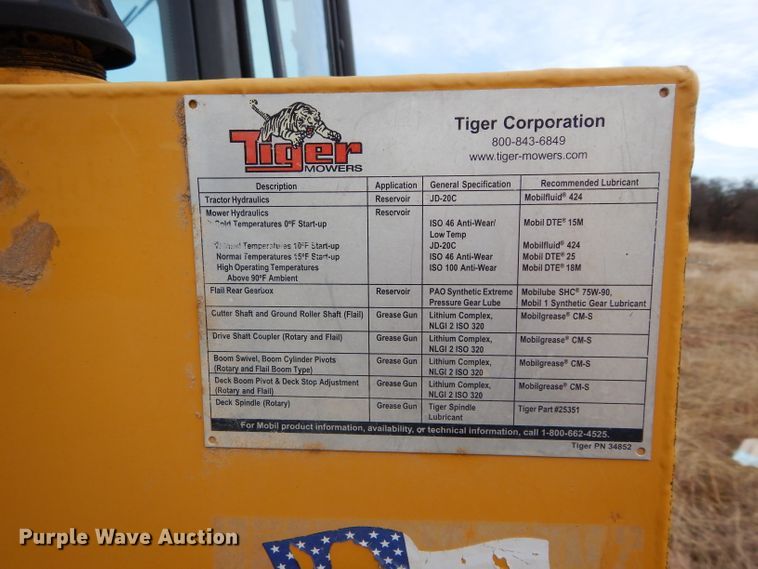 Tiger
MOWERS
Tiger Corporation
800-843-6849
www.tiger-mowers.com
Description Application General Specification Recommended Lubricant
Tractor Hydraulics Reservoir JD-20C Mobilfluid® 424
Mower Hydraulics Reservoir
Cold Temperatures 0ºF Start-up ISO 46 Anti-Wear/ Mobil DTE® 15M
Low Temp
Temperatures 10ºF Start-up JD-20C Mobilfluid® 424
Normal Temperatures 15ºF Start-up ISO 46 Anti-Wear Mobil DTE® 25
High Operating Temperatures ISO 100 Anti-Wear Mobil DTE® 18M
Above 90ºF Ambient
Flail Rear Gearbox Reservoir PAO Synthetic Extreme Mobilube SHC® 75W-90,
Pressure Gear Lube Mobil 1 Synthetic Gear Lubricant
Cutter Shaft and Ground Roller Shaft (Flail) Grease Gun Lithium Complex, Mobilgrease® CM-S
NLGI 2 ISO 320
Drive Shaft Coupler (Rotary and Flail) Grease Gun Lithium Complex, Mobilgrease® CM-S
NLGI 2 ISO 320
Boom Swivel, Boom Cylinder Pivots Grease Gun Lithium Complex, Mobilgrease® CM-S
(Rotary and Flail Boom Type) NLGI 2 ISO 320
Deck Boom Pivot & Deck Stop Adjustment Grease Gun Lithium Complex, Mobilgrease® CM-S
(Rotary and Flail) NLGI 2 ISO 320
Deck Spindle (Rotary) Grease Gun Tiger Spindle Tiger Part #25351
Lubricant
For Mobil product information, availability, or technical information, call 1-800-662-4525.
Tiger PN 34852
Purple Wave Auction®